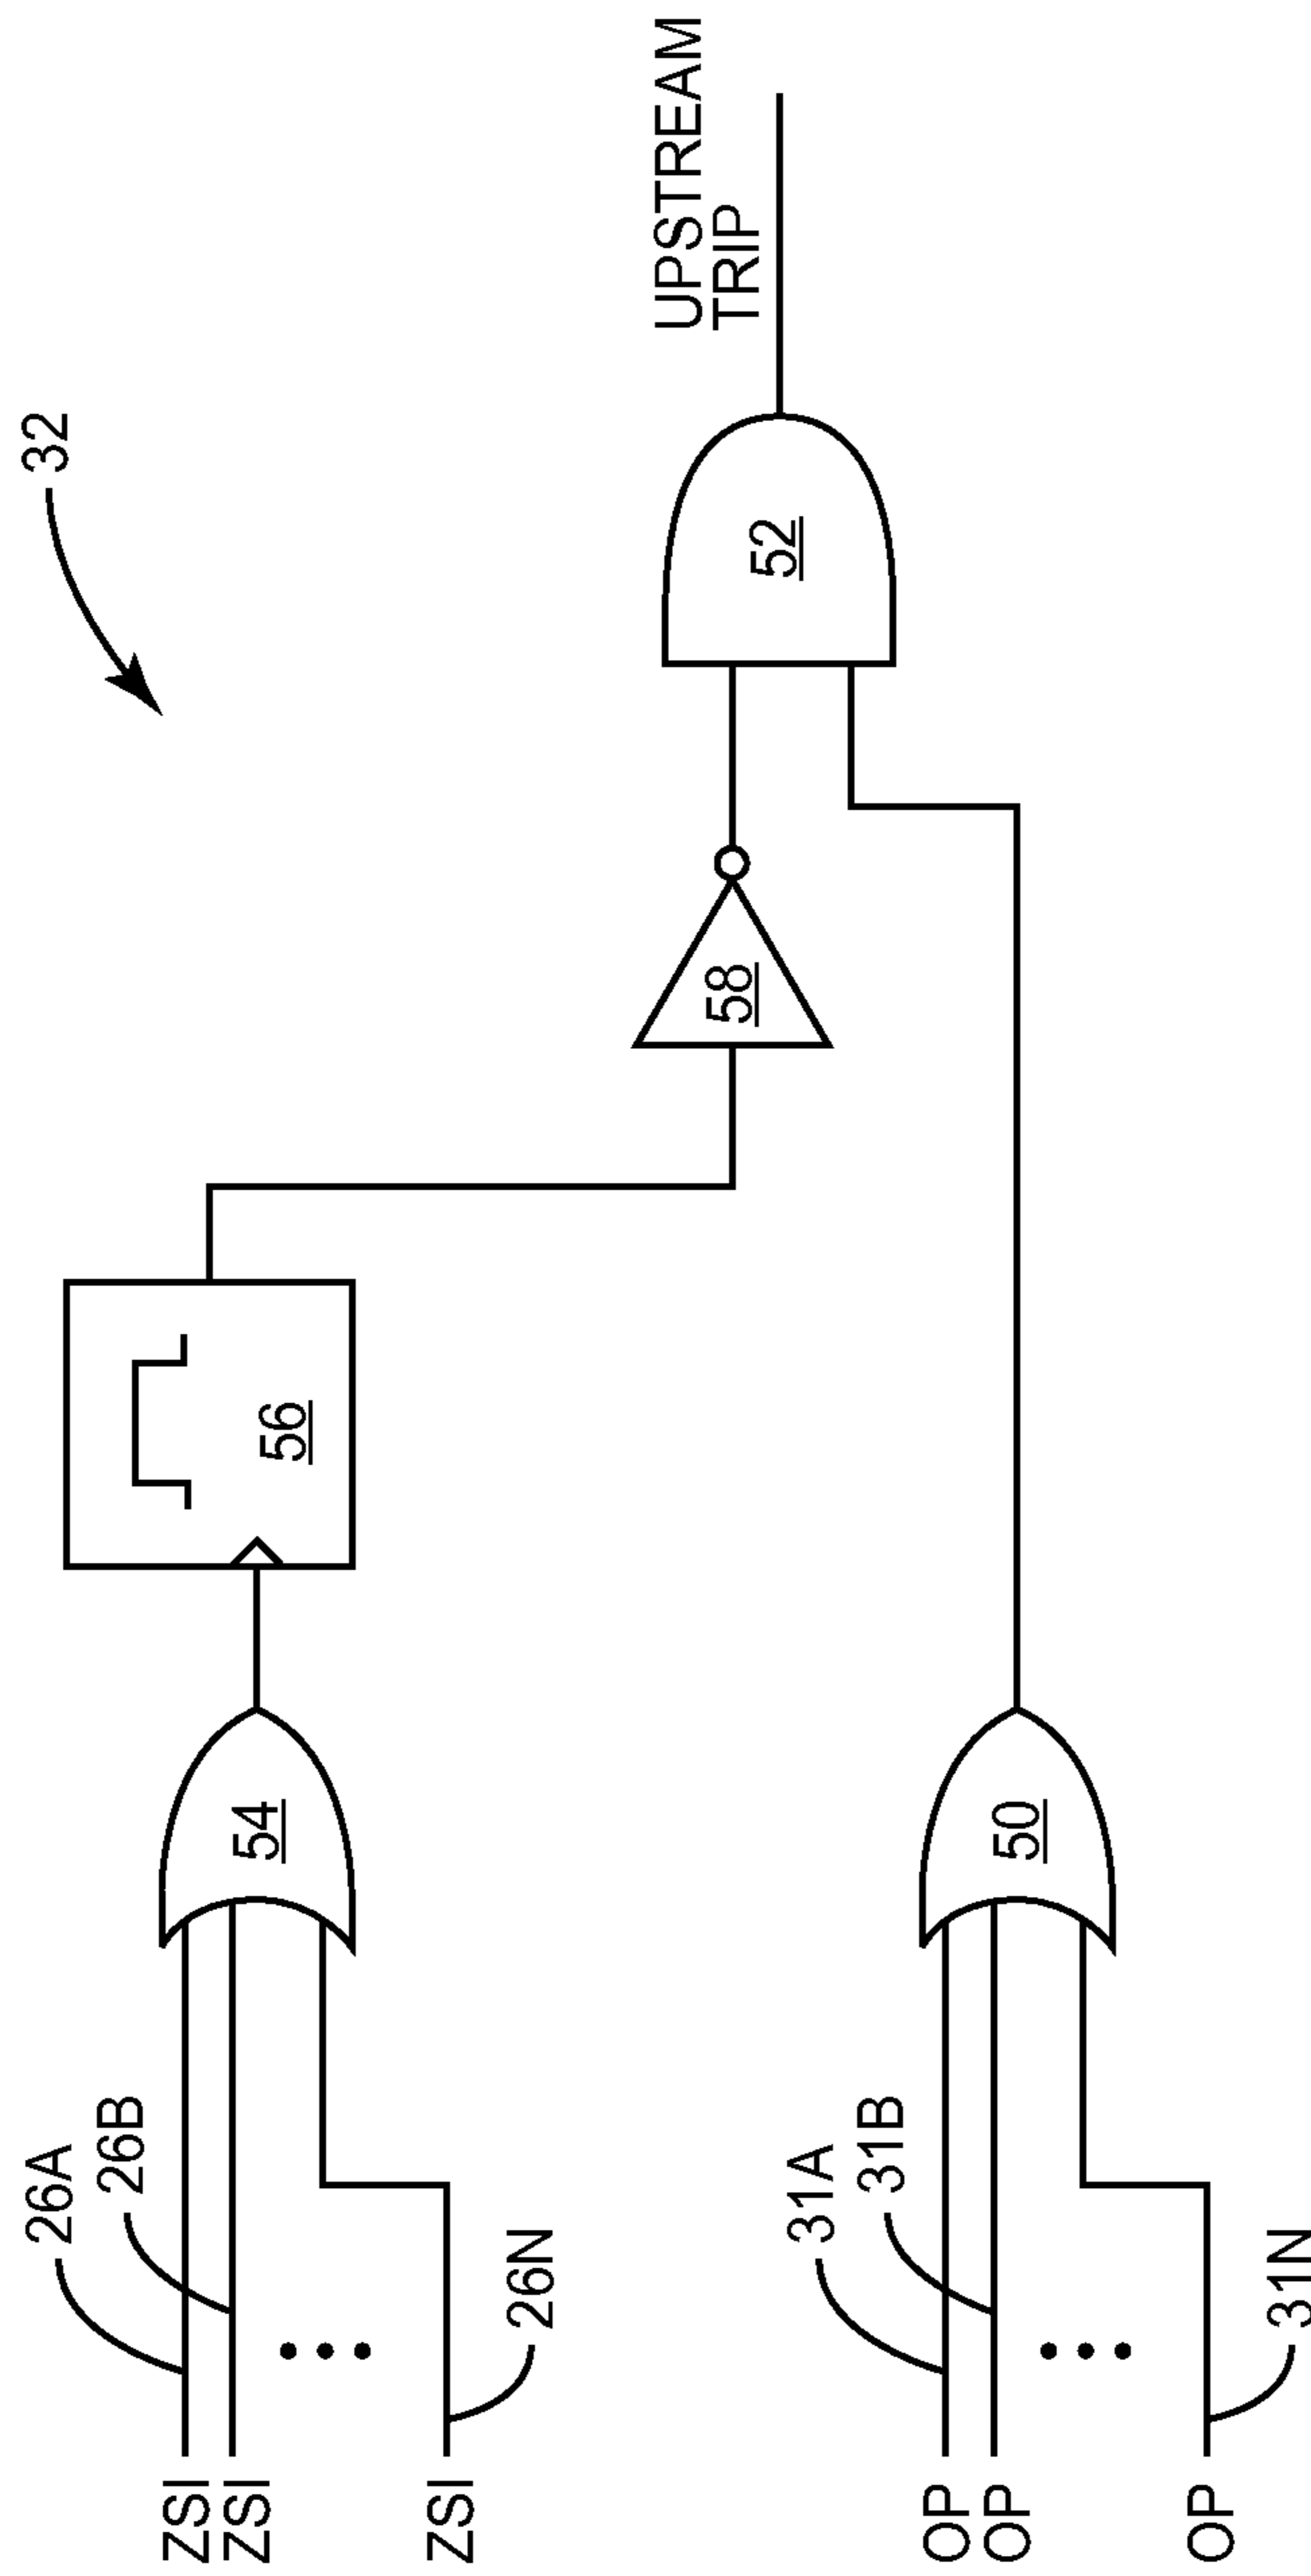 32
26A
26B
ZSI
ZSI
ZSI
26N
54
56
58
52
UPSTREAM
TRIP
31A
31B
OP
OP
OP
31N
50